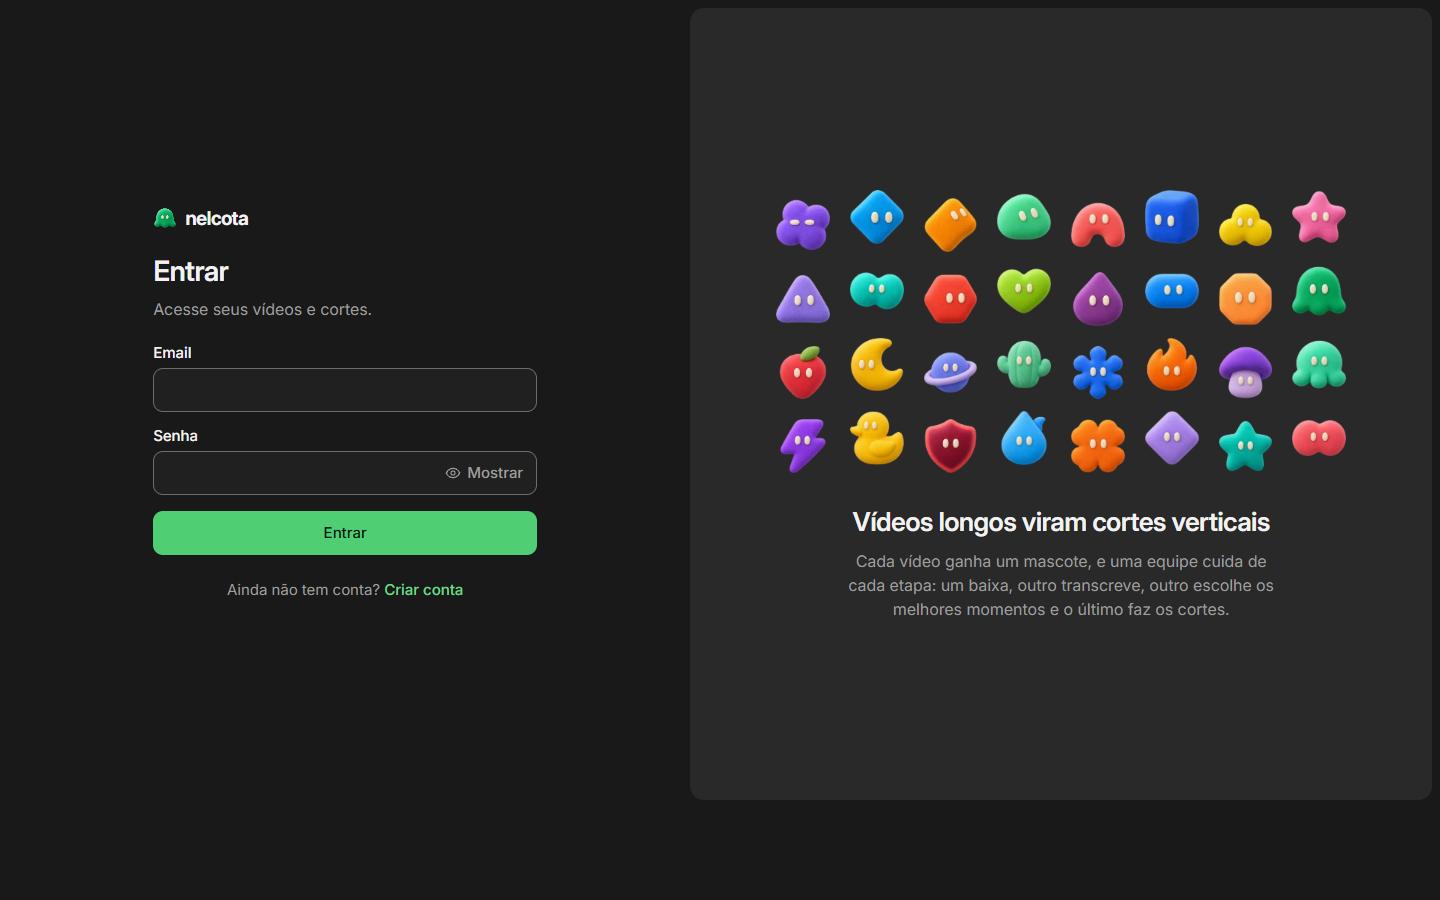 nelcota
Entrar
Acesse seus vídeos e cortes.
Email
Senha
Mostrar
Entrar
Ainda não tem conta? Criar conta
Vídeos longos viram cortes verticais
Cada vídeo ganha um mascote, e uma equipe cuida de
cada etapa: um baixa, outro transcreve, outro escolhe os
melhores momentos e o último faz os cortes.